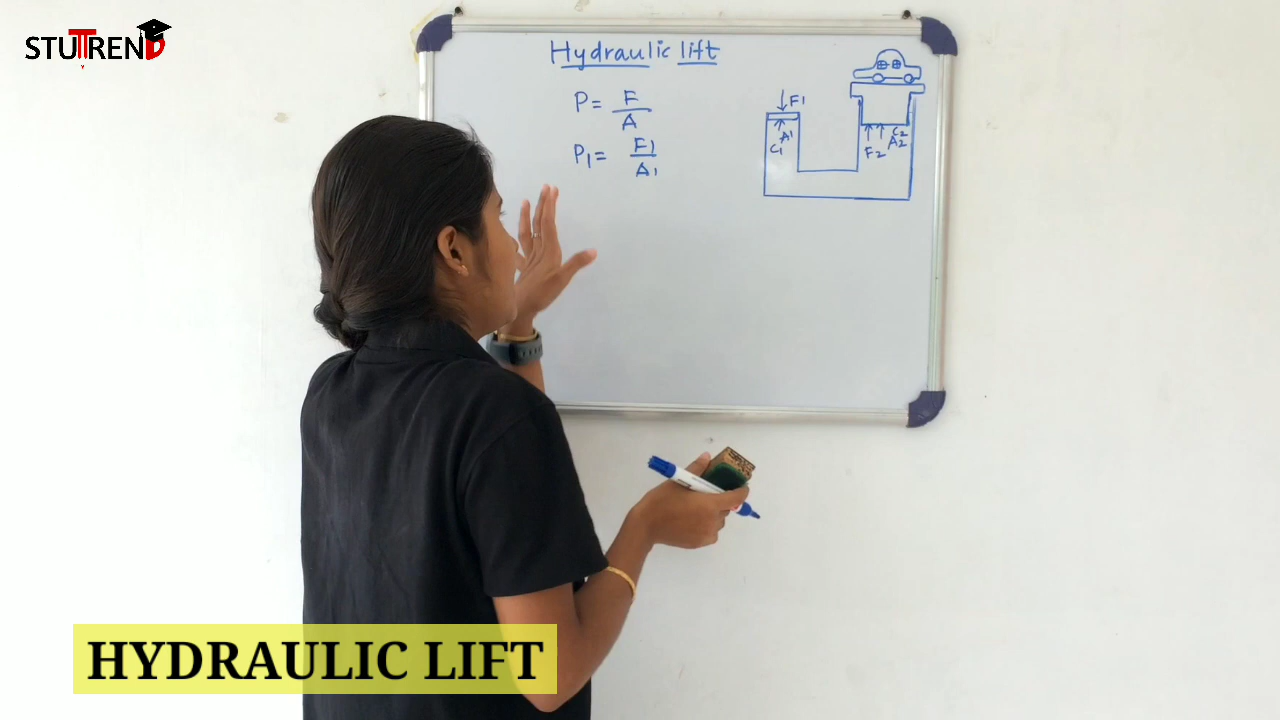 STUTREND
Hydraulic lift
P = F/A
P1 = F1/A1
F1
A1
C1
C2
A2
F2
HYDRAULIC LIFT